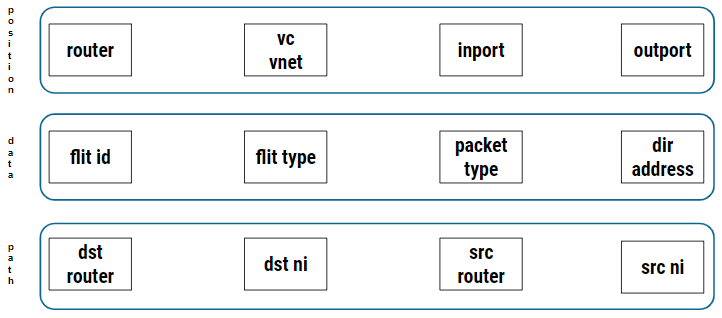 position
router
vc
vnet
inport
outport
data
flit id
flit type
packet
type
dir
address
path
dst
router
dst ni
src
router
src ni